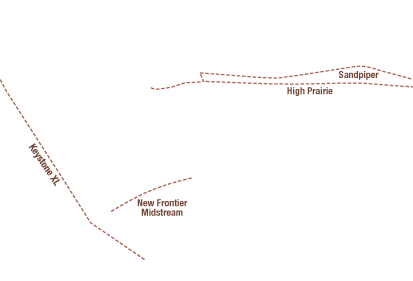 Sandpiper
High Prairie
Keystone XL
New Frontier
Midstream